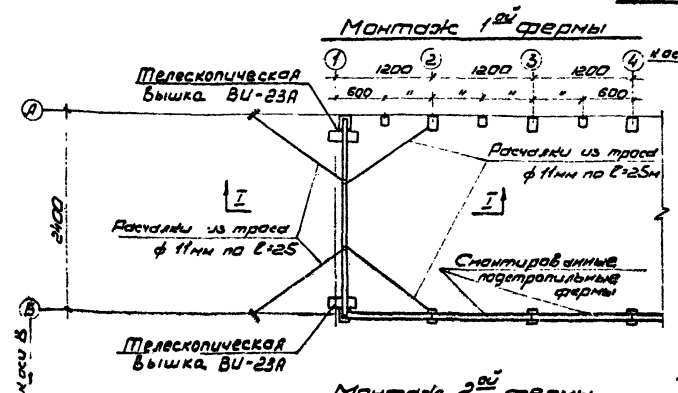 Монтаж 1ой фермы
1 2 3 4
1200 1200 1200
600 " " " " 600
Телескопическая
вышка ВИ-23А
А
Расчалки из троса
ф 11мм по ℓ=25м
I I
2400
Расчалки из троса
ф 11мм по ℓ=25
Смонтированные
подстропильные
фермы
В
Телескопическая
вышка ВИ-23А
к оси В
Монтаж 2ой фермы